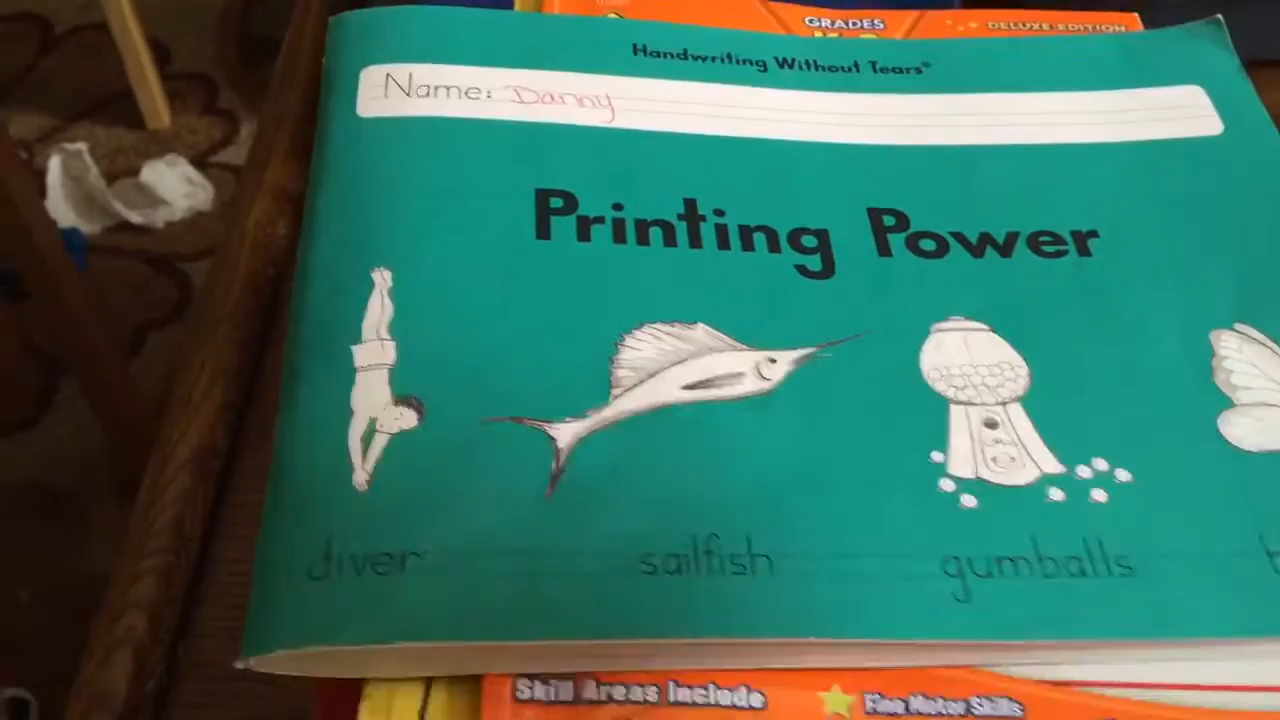 GRADES
DELUXE EDITION
Handwriting Without Tears®
Name: Danny
Printing Power
diver sailfish gumballs
Skill Areas Include Fine Motor Skills